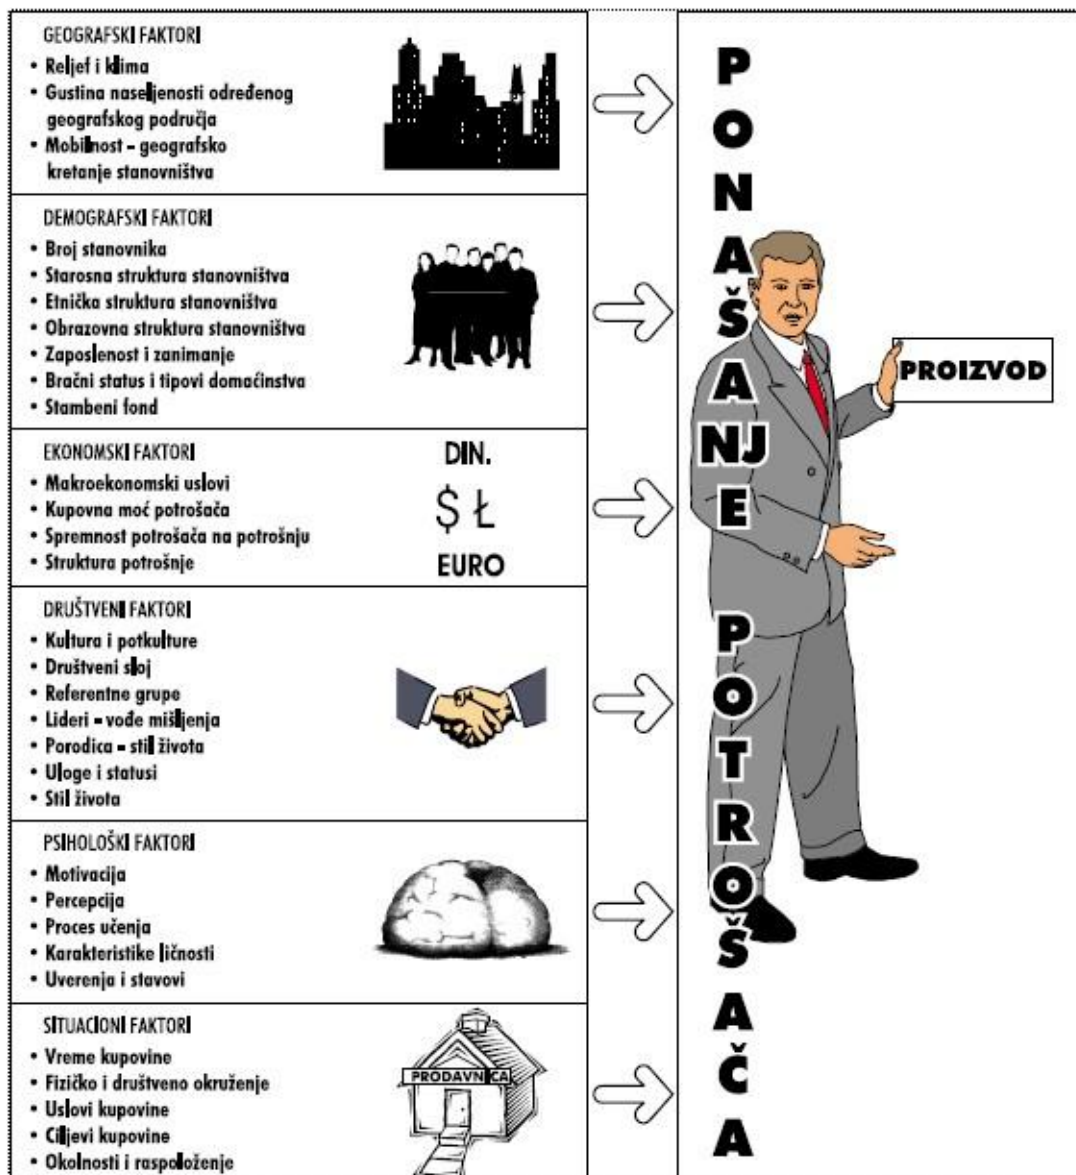 GEOGRAFSKI FAKTORI
• Reljef i klima
• Gustina naseljenosti određenog
geografskog područja
• Mobilnost - geografsko
kretanje stanovništva
DEMOGRAFSKI FAKTORI
• Broj stanovnika
• Starosna struktura stanovništva
• Etnička struktura stanovništva
• Obrazovna struktura stanovništva
• Zaposlenost i zanimanje
• Bračni status i tipovi domaćinstva
• Stambeni fond
EKONOMSKI FAKTORI
• Makroekonomski uslovi
• Kupovna moć potrošača
• Spremnost potrošača na potrošnju
• Struktura potrošnje
DIN.
$ Ł
EURO
DRUŠTVENI FAKTORI
• Kultura i potkulture
• Društveni sloj
• Referentne grupe
• Lideri - vođe mišljenja
• Porodica - stil života
• Uloge i statusi
• Stil života
PSIHOLOŠKI FAKTORI
• Motivacija
• Percepcija
• Proces učenja
• Karakteristike ličnosti
• Uverenja i stavovi
SITUACIONI FAKTORI
• Vreme kupovine
• Fizičko i društveno okruženje
• Uslovi kupovine
• Ciljevi kupovine
• Okolnosti i raspoloženje
PRODAVNICA
PONAŠANJE POTROŠAČA
PROIZVOD